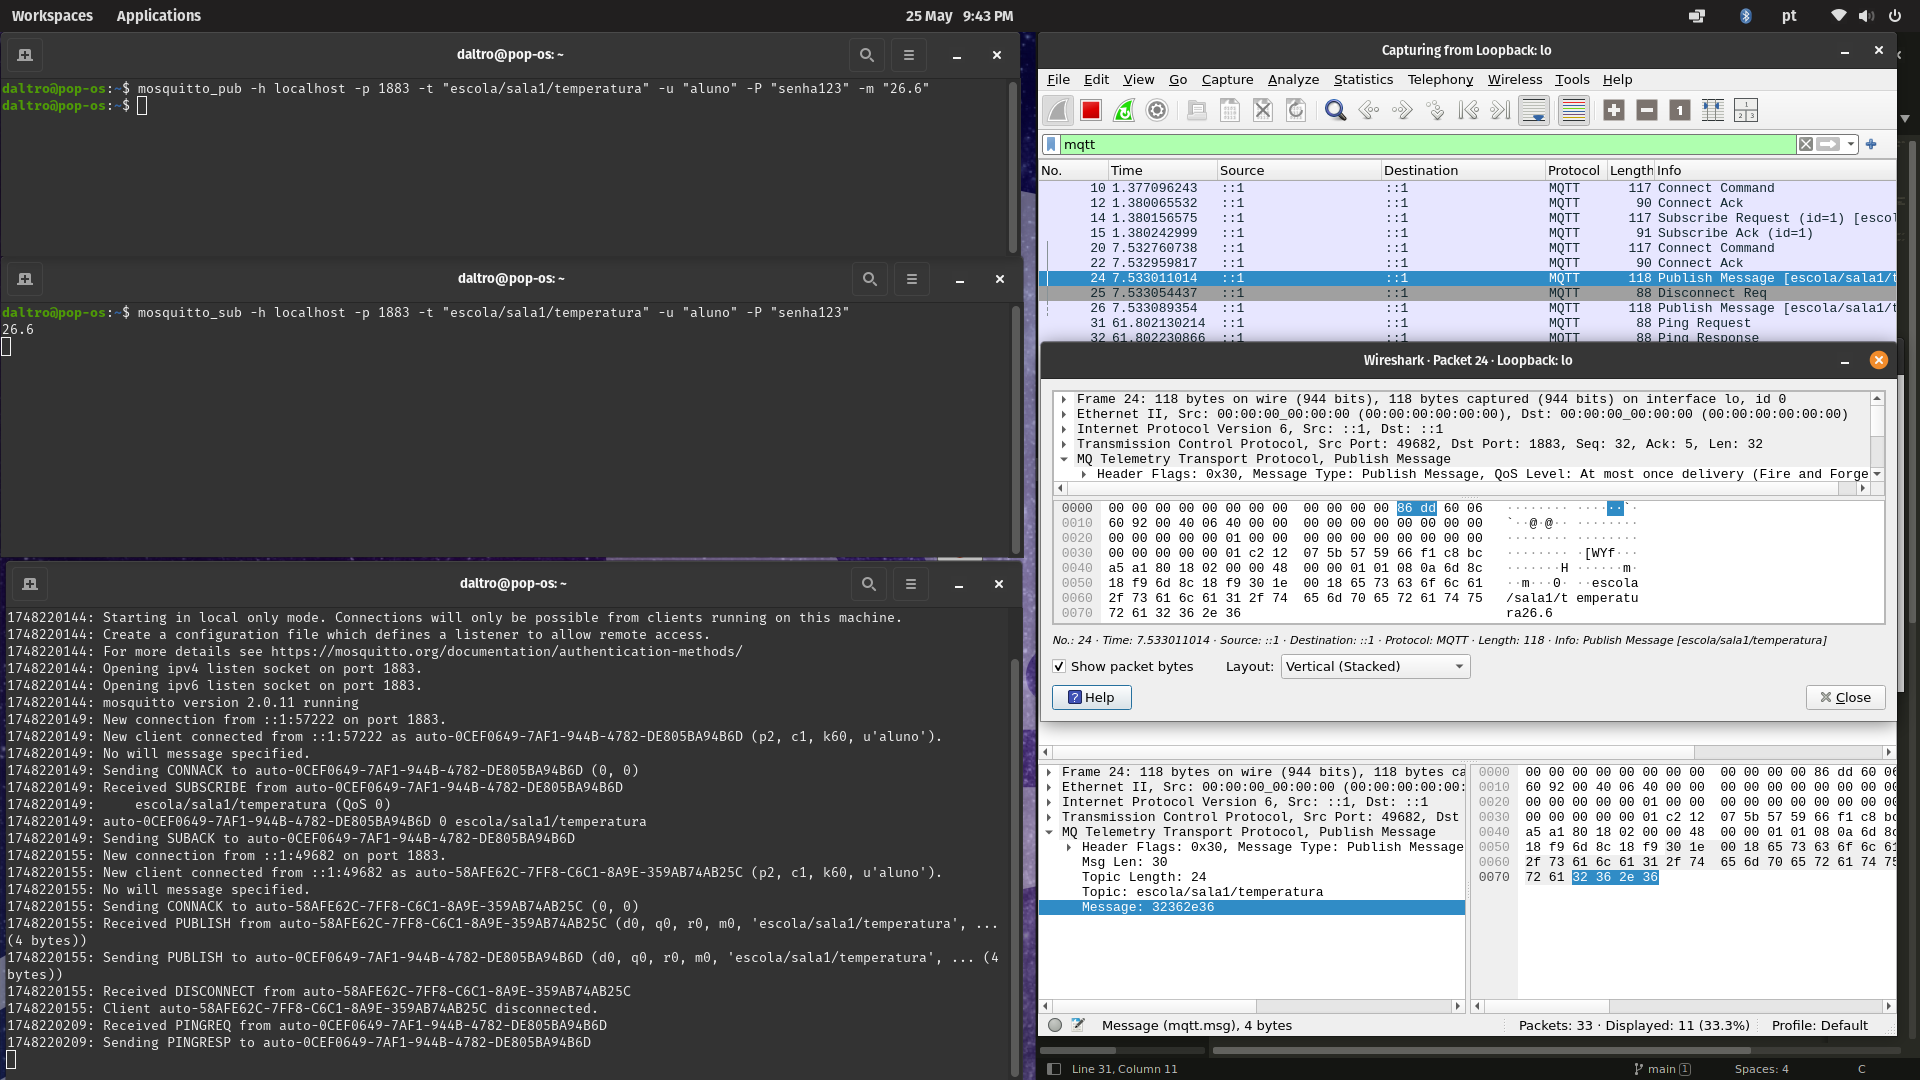 Workspaces Applications 25 May 9:43 PM pt
daltro@pop-os: ~
daltro@pop-os:~$ mosquitto_pub -h localhost -p 1883 -t "escola/sala1/temperatura" -u "aluno" -P "senha123" -m "26.6"
daltro@pop-os:~$
daltro@pop-os: ~
daltro@pop-os:~$ mosquitto_sub -h localhost -p 1883 -t "escola/sala1/temperatura" -u "aluno" -P "senha123"
26.6
daltro@pop-os: ~
1748220144: Starting in local only mode. Connections will only be possible from clients running on this machine.
1748220144: Create a configuration file which defines a listener to allow remote access.
1748220144: For more details see https://mosquitto.org/documentation/authentication-methods/
1748220144: Opening ipv4 listen socket on port 1883.
1748220144: Opening ipv6 listen socket on port 1883.
1748220144: mosquitto version 2.0.11 running
1748220149: New connection from ::1:57222 on port 1883.
1748220149: New client connected from ::1:57222 as auto-0CEF0649-7AF1-944B-4782-DE805BA94B6D (p2, c1, k60, u'aluno').
1748220149: No will message specified.
1748220149: Sending CONNACK to auto-0CEF0649-7AF1-944B-4782-DE805BA94B6D (0, 0)
1748220149: Received SUBSCRIBE from auto-0CEF0649-7AF1-944B-4782-DE805BA94B6D
1748220149:     escola/sala1/temperatura (QoS 0)
1748220149: auto-0CEF0649-7AF1-944B-4782-DE805BA94B6D 0 escola/sala1/temperatura
1748220149: Sending SUBACK to auto-0CEF0649-7AF1-944B-4782-DE805BA94B6D
1748220155: New connection from ::1:49682 on port 1883.
1748220155: New client connected from ::1:49682 as auto-58AFE62C-7FF8-C6C1-8A9E-359AB74AB25C (p2, c1, k60, u'aluno').
1748220155: No will message specified.
1748220155: Sending CONNACK to auto-58AFE62C-7FF8-C6C1-8A9E-359AB74AB25C (0, 0)
1748220155: Received PUBLISH from auto-58AFE62C-7FF8-C6C1-8A9E-359AB74AB25C (d0, q0, r0, m0, 'escola/sala1/temperatura', ...
(4 bytes))
1748220155: Sending PUBLISH to auto-0CEF0649-7AF1-944B-4782-DE805BA94B6D (d0, q0, r0, m0, 'escola/sala1/temperatura', ... (4
bytes))
1748220155: Received DISCONNECT from auto-58AFE62C-7FF8-C6C1-8A9E-359AB74AB25C
1748220155: Client auto-58AFE62C-7FF8-C6C1-8A9E-359AB74AB25C disconnected.
1748220209: Received PINGREQ from auto-0CEF0649-7AF1-944B-4782-DE805BA94B6D
1748220209: Sending PINGRESP to auto-0CEF0649-7AF1-944B-4782-DE805BA94B6D
Capturing from Loopback: lo
File Edit View Go Capture Analyze Statistics Telephony Wireless Tools Help
mqtt
No. Time Source Destination Protocol Length Info
10 1.377096243 ::1 ::1 MQTT 117 Connect Command
12 1.380065532 ::1 ::1 MQTT 90 Connect Ack
14 1.380156575 ::1 ::1 MQTT 117 Subscribe Request (id=1) [escol
15 1.380242999 ::1 ::1 MQTT 91 Subscribe Ack (id=1)
20 7.532760738 ::1 ::1 MQTT 117 Connect Command
22 7.532959817 ::1 ::1 MQTT 90 Connect Ack
24 7.533011014 ::1 ::1 MQTT 118 Publish Message [escola/sala1/t
25 7.533054437 ::1 ::1 MQTT 88 Disconnect Req
26 7.533089354 ::1 ::1 MQTT 118 Publish Message [escola/sala1/t
31 61.802130214 ::1 ::1 MQTT 88 Ping Request
32 61.802230866 ::1 ::1 MQTT 88 Ping Response
Wireshark · Packet 24 · Loopback: lo
Frame 24: 118 bytes on wire (944 bits), 118 bytes captured (944 bits) on interface lo, id 0
Ethernet II, Src: 00:00:00_00:00:00 (00:00:00:00:00:00), Dst: 00:00:00_00:00:00 (00:00:00:00:00:00)
Internet Protocol Version 6, Src: ::1, Dst: ::1
Transmission Control Protocol, Src Port: 49682, Dst Port: 1883, Seq: 32, Ack: 5, Len: 32
MQ Telemetry Transport Protocol, Publish Message
Header Flags: 0x30, Message Type: Publish Message, QoS Level: At most once delivery (Fire and Forge
0000 00 00 00 00 00 00 00 00 00 00 00 00 86 dd 60 06 ········ ····`·
0010 60 92 00 40 06 40 00 00 00 00 00 00 00 00 00 00 `··@·@·· ········
0020 00 00 00 00 00 00 01 00 00 00 00 00 00 00 00 00 ········ ········
0030 00 00 00 00 00 01 c2 12 07 5b 57 59 66 f1 c8 bc ········ ·[WYf···
0040 a5 a1 80 18 02 00 00 48 00 00 01 01 08 0a 6d 8c ·······H ······m·
0050 18 f9 6d 8c 18 f9 30 1e 00 18 65 73 63 6f 6c 61 ··m···0· ··escola
0060 2f 73 61 6c 61 31 2f 74 65 6d 70 65 72 61 74 75 /sala1/t emperatu
0070 72 61 32 36 2e 36 ra26.6
No.: 24 · Time: 7.533011014 · Source: ::1 · Destination: ::1 · Protocol: MQTT · Length: 118 · Info: Publish Message [escola/sala1/temperatura]
Show packet bytes Layout: Vertical (Stacked)
Help Close
Frame 24: 118 bytes on wire (944 bits), 118 bytes ca
Ethernet II, Src: 00:00:00_00:00:00 (00:00:00:00:00:
Internet Protocol Version 6, Src: ::1, Dst: ::1
Transmission Control Protocol, Src Port: 49682, Dst
MQ Telemetry Transport Protocol, Publish Message
Header Flags: 0x30, Message Type: Publish Message
Msg Len: 30
Topic Length: 24
Topic: escola/sala1/temperatura
Message: 32362e36
0000 00 00 00 00 00 00 00 00 00 00 00 00 86 dd 60 06
0010 60 92 00 40 06 40 00 00 00 00 00 00 00 00 00 00
0020 00 00 00 00 00 00 01 00 00 00 00 00 00 00 00 00
0030 00 00 00 00 00 01 c2 12 07 5b 57 59 66 f1 c8 bc
0040 a5 a1 80 18 02 00 00 48 00 00 01 01 08 0a 6d 8c
0050 18 f9 6d 8c 18 f9 30 1e 00 18 65 73 63 6f 6c 61
0060 2f 73 61 6c 61 31 2f 74 65 6d 70 65 72 61 74 75
0070 72 61 32 36 2e 36
Message (mqtt.msg), 4 bytes Packets: 33 · Displayed: 11 (33.3%) Profile: Default
Line 31, Column 11 main 1 Spaces: 4 C